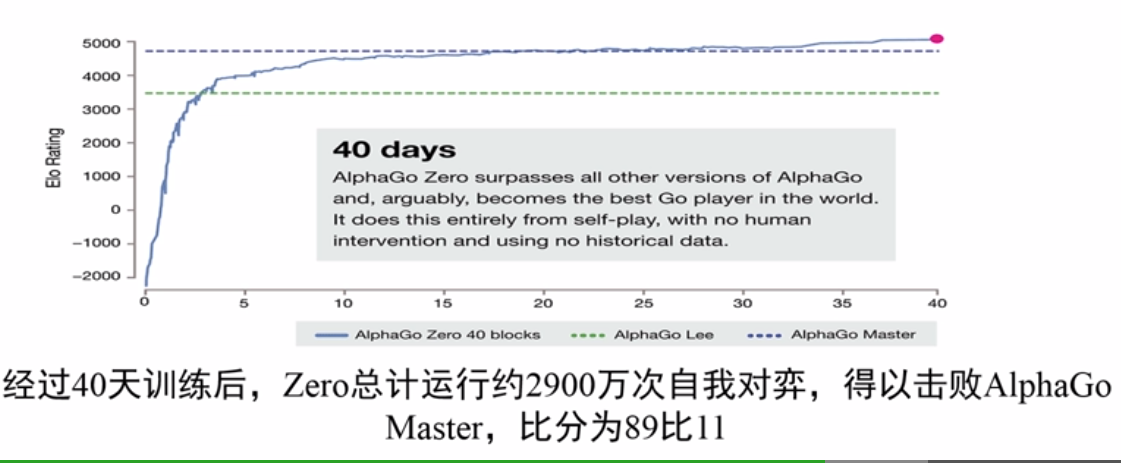 5000
4000
3000
2000
1000
0
−1000
−2000
Elo Rating
40 days
AlphaGo Zero surpasses all other versions of AlphaGo
and, arguably, becomes the best Go player in the world.
It does this entirely from self-play, with no human
intervention and using no historical data.
0 5 10 15 20 25 30 35 40
AlphaGo Zero 40 blocks AlphaGo Lee AlphaGo Master
经过40天训练后，Zero总计运行约2900万次自我对弈，得以击败AlphaGo
Master，比分为89比11